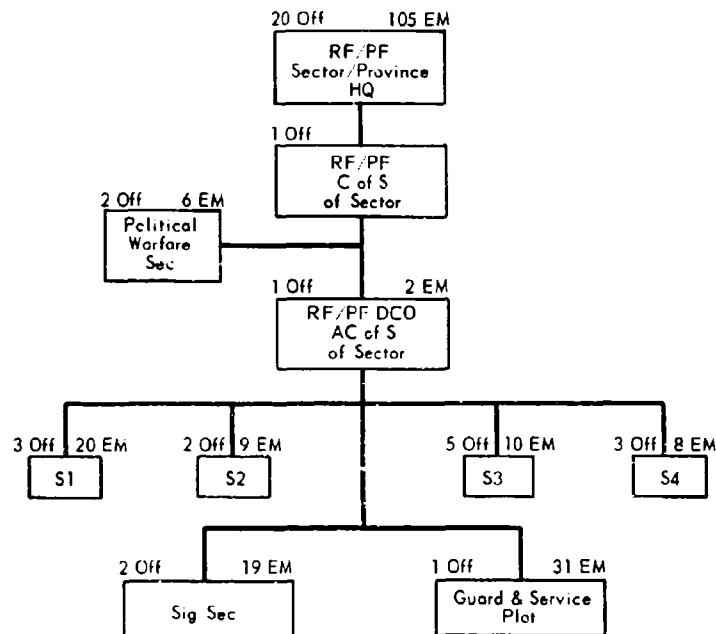 20 Off 105 EM
RF/PF
Sector/Province
HQ
1 Off
RF/PF
C of S
of Sector
2 Off 6 EM
Political
Warfare
Sec
1 Off 2 EM
RF/PF DCO
AC of S
of Sector
3 Off 20 EM 2 Off 9 EM 5 Off 10 EM 3 Off 8 EM
S1 S2 S3 S4
2 Off 19 EM 1 Off 31 EM
Sig Sec
Guard & Service
Plot